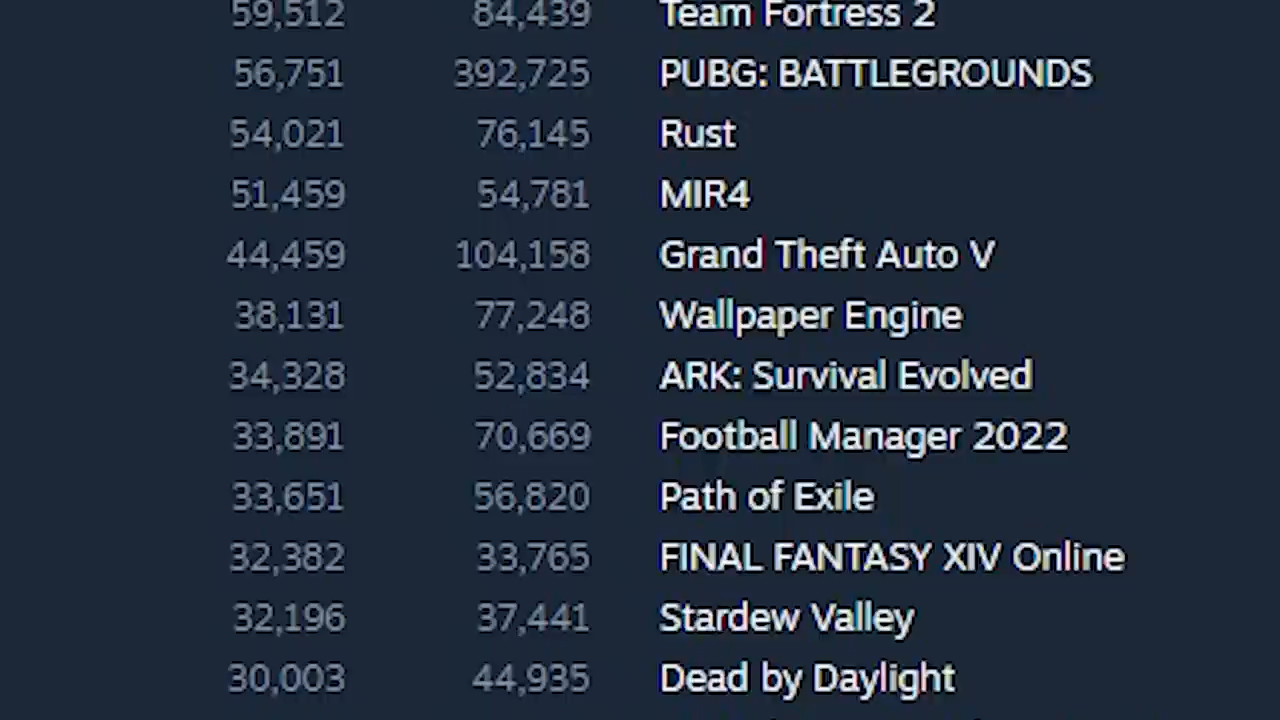 59,512 84,439 Team Fortress 2
56,751 392,725 PUBG: BATTLEGROUNDS
54,021 76,145 Rust
51,459 54,781 MIR4
44,459 104,158 Grand Theft Auto V
38,131 77,248 Wallpaper Engine
34,328 52,834 ARK: Survival Evolved
33,891 70,669 Football Manager 2022
33,651 56,820 Path of Exile
32,382 33,765 FINAL FANTASY XIV Online
32,196 37,441 Stardew Valley
30,003 44,935 Dead by Daylight